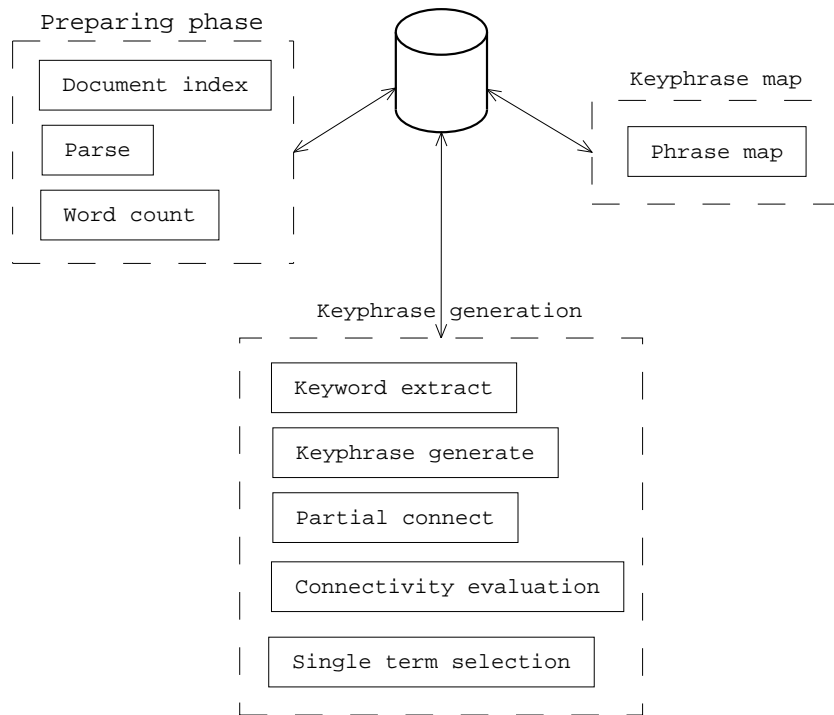 Preparing phase
Document index
Parse
Word count
Keyphrase map
Phrase map
Keyphrase generation
Keyword extract
Keyphrase generate
Partial connect
Connectivity evaluation
Single term selection